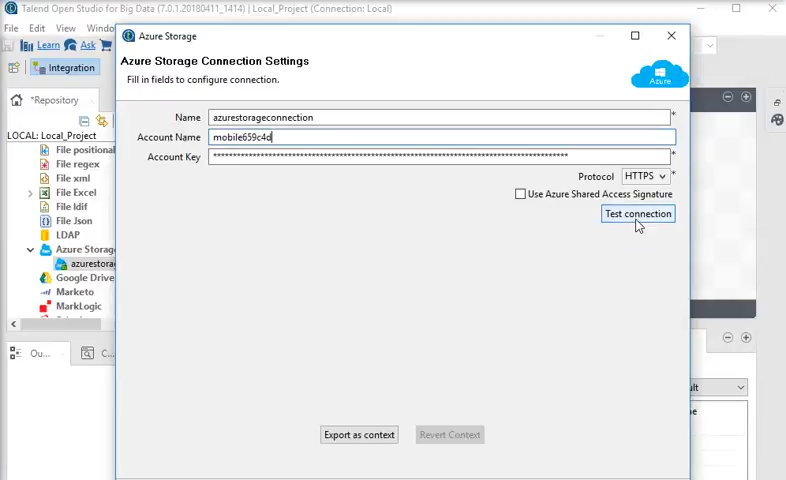 Talend Open Studio for Big Data (7.0.1.20180411_1414) | Local_Project (Connection: Local)
File Edit View Window
Learn Ask
Integration
*Repository
LOCAL: Local_Project
File positional
File regex
File xml
File Excel
File ldif
File Json
LDAP
Azure Storage
azurestorag
Google Drive
Marketo
MarkLogic
Ou...
C...
Azure Storage
Azure Storage Connection Settings
Fill in fields to configure connection.
Azure
Name azurestorageconnection *
Account Name mobile659c4d
Account Key ******************************************************************************** *
Protocol HTTPS *
Use Azure Shared Access Signature
Test connection
Export as context Revert Context
ult
ne